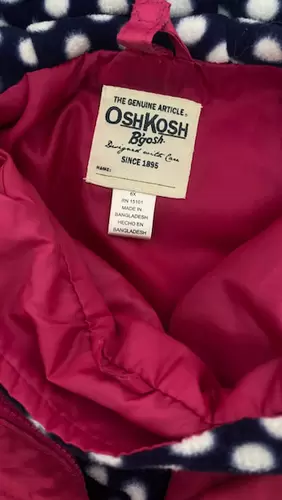 THE GENUINE ARTICLE®
OSHKOSH
B'gosh®
Designed with Care
SINCE 1895
NAME:
6X
RN 15101
MADE IN
BANGLADESH
HECHO EN
BANGLADESH